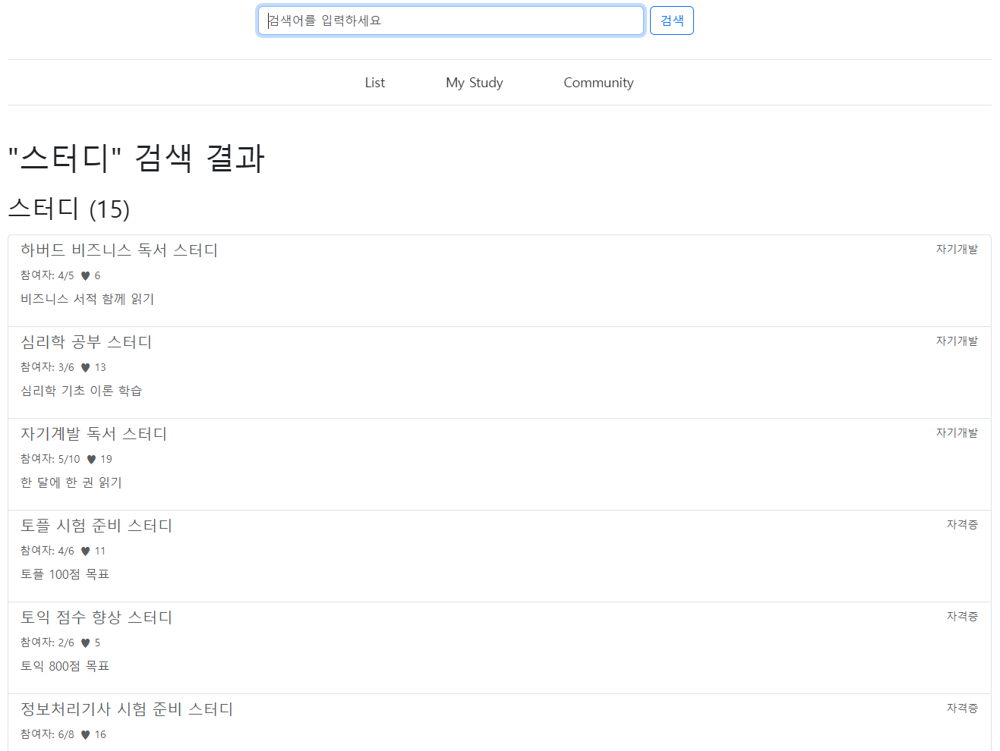 검색어를 입력하세요 검색
List My Study Community
"스터디" 검색 결과
스터디 (15)
하버드 비즈니스 독서 스터디 자기개발
참여자: 4/5 ♥ 6
비즈니스 서적 함께 읽기
심리학 공부 스터디 자기개발
참여자: 3/6 ♥ 13
심리학 기초 이론 학습
자기계발 독서 스터디 자기개발
참여자: 5/10 ♥ 19
한 달에 한 권 읽기
토플 시험 준비 스터디 자격증
참여자: 4/6 ♥ 11
토플 100점 목표
토익 점수 향상 스터디 자격증
참여자: 2/6 ♥ 5
토익 800점 목표
정보처리기사 시험 준비 스터디 자격증
참여자: 6/8 ♥ 16